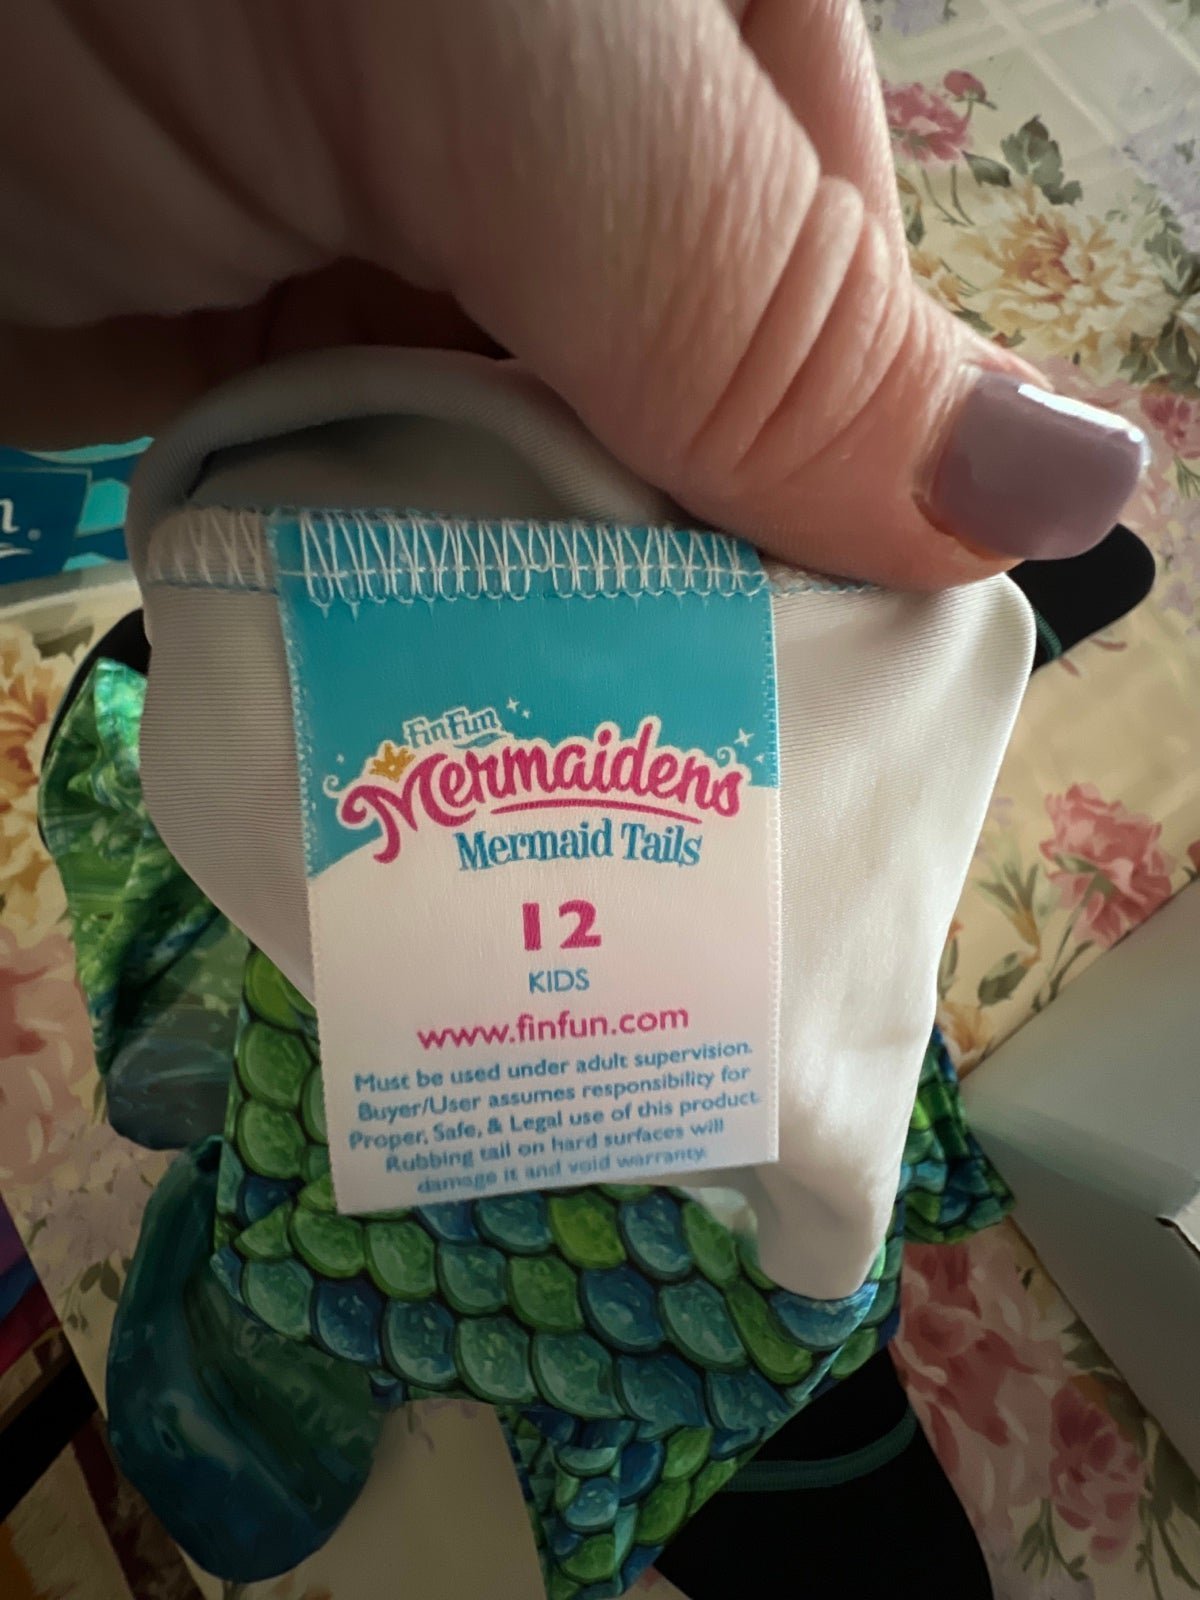 n®
FinFun
Mermaidens
Mermaid Tails
12
KIDS
www.finfun.com
Must be used under adult supervision.
Buyer/User assumes responsibility for
Proper, Safe, & Legal use of this product.
Rubbing tail on hard surfaces will
damage it and void warranty.